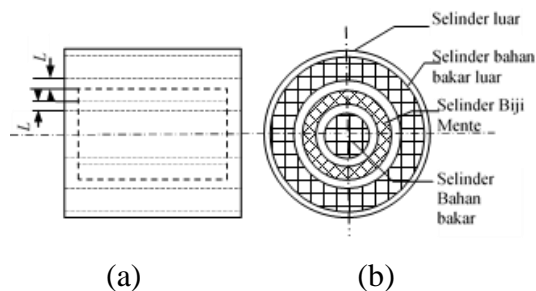 L
L
Selinder luar
Selinder bahan
bakar luar
Selinder Biji
Mente
Selinder
Bahan
bakar
(a)
(b)